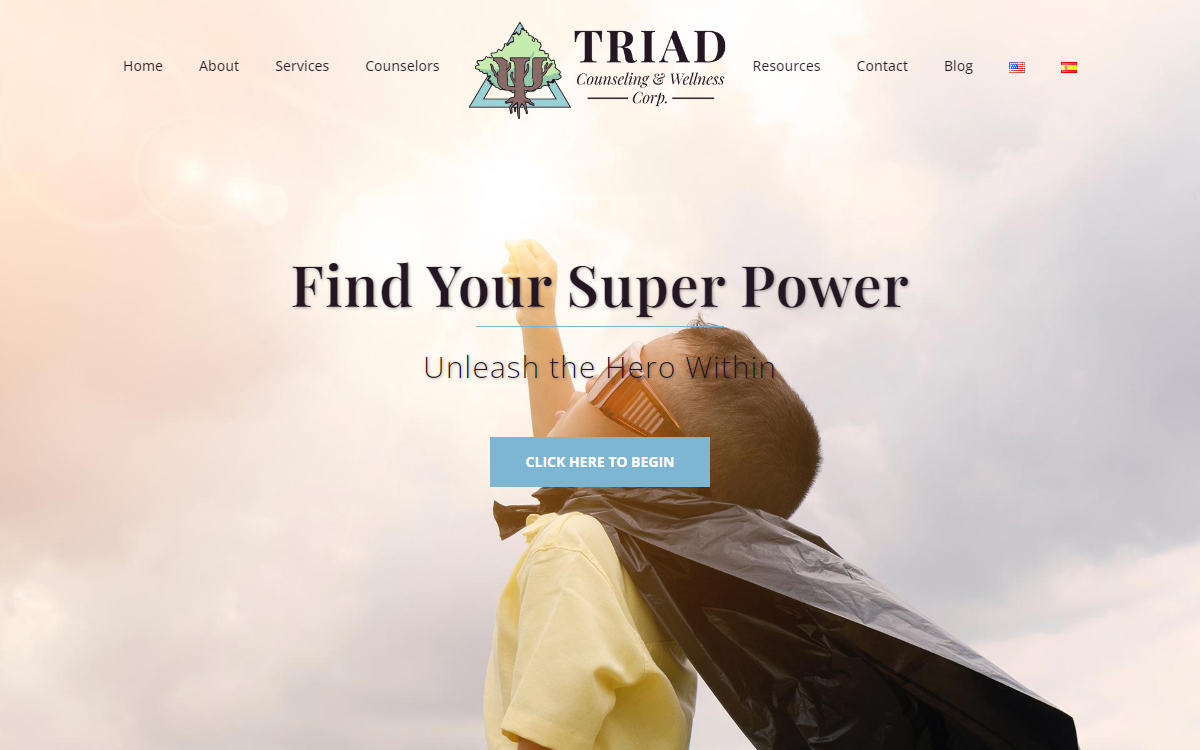 Home
About
Services
Counselors
TRIAD
Counseling & Wellness
Corp.
Resources
Contact
Blog
Find Your Super Power
Unleash the Hero Within
CLICK HERE TO BEGIN